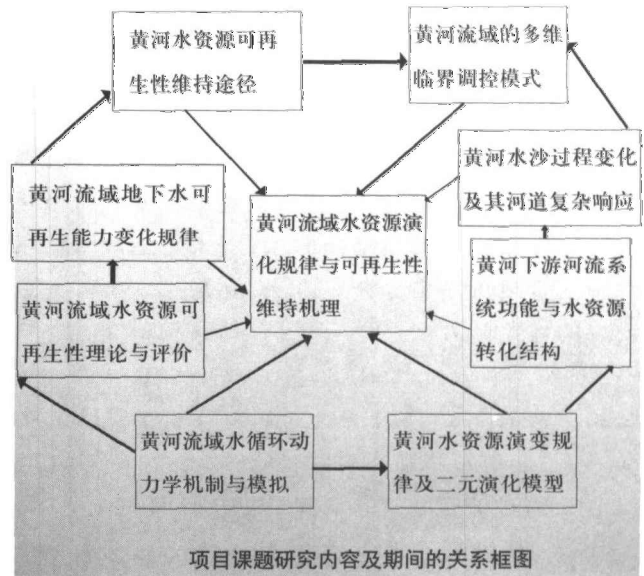 黄河水资源可再
生性维持途径
黄河流域的多维
临界调控模式
黄河流域地下水可
再生能力变化规律
黄河流域水资源演
化规律与可再生性
维持机理
黄河水沙过程变化
及其河道复杂响应
黄河流域水资源可
再生性理论与评价
黄河下游河流系
统功能与水资源
转化结构
黄河流域水循环动
力学机制与模拟
黄河水资源演变规
律及二元演化模型
项目课题研究内容及期间的关系框图